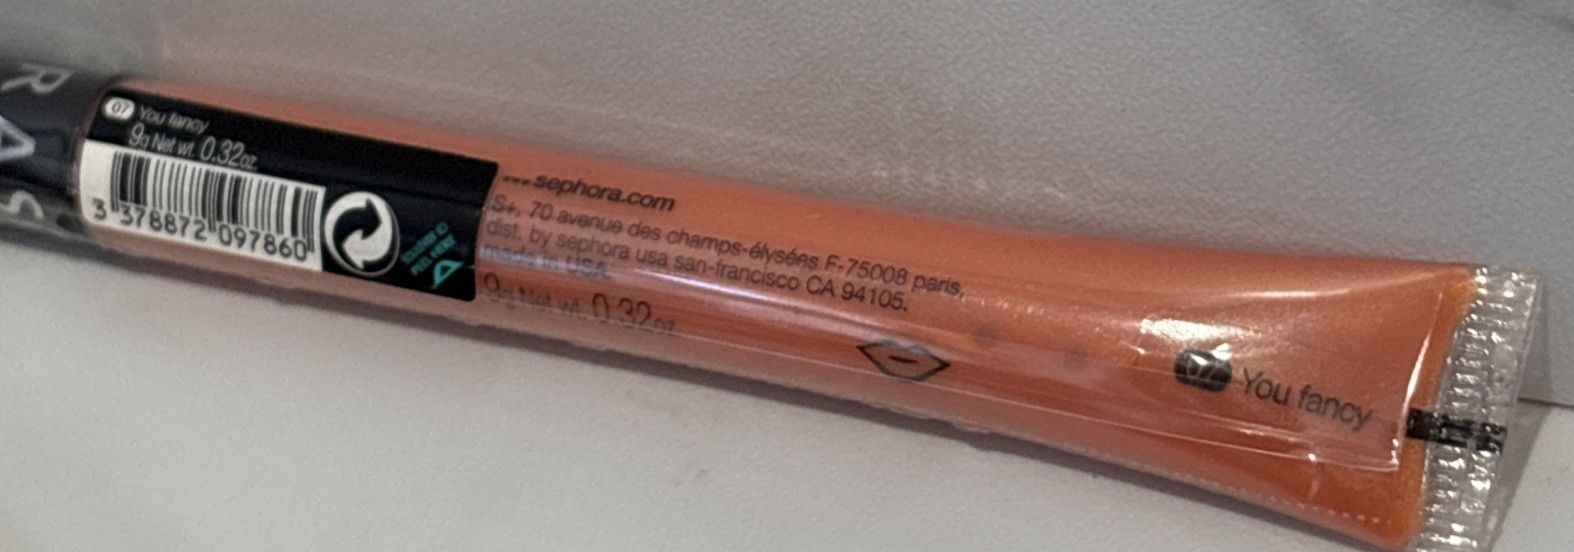 R
A
S
07 You fancy
9g Net wt. 0.32oz.
3 378872 097860
PEEL HERE
sephora.com
S+, 70 avenue des champs-élysées F-75008 paris,
dist. by sephora usa san-francisco CA 94105.
made in USA
9g Net wt. 0.32oz
07 You fancy